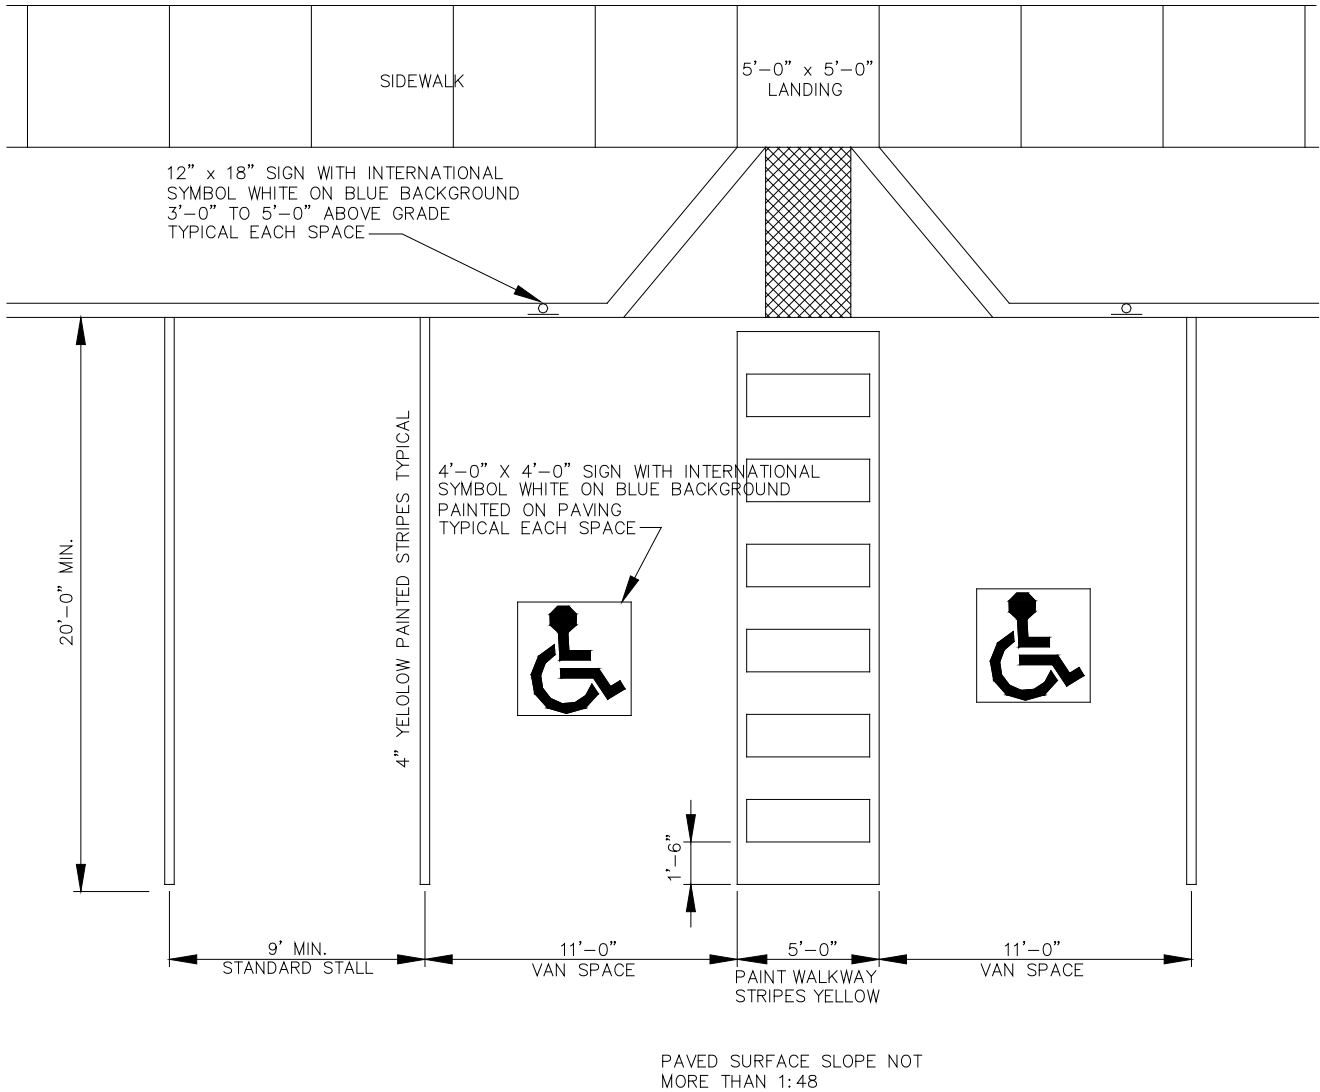 SIDEWALK
5'-0" x 5'-0"
LANDING
12" x 18" SIGN WITH INTERNATIONAL
SYMBOL WHITE ON BLUE BACKGROUND
3'-0" TO 5'-0" ABOVE GRADE
TYPICAL EACH SPACE
4'-0" X 4'-0" SIGN WITH INTERNATIONAL
SYMBOL WHITE ON BLUE BACKGROUND
PAINTED ON PAVING
TYPICAL EACH SPACE
20'-0" MIN.
4" YELOLOW PAINTED STRIPES TYPICAL
1'-6"
9' MIN.
STANDARD STALL
11'-0"
VAN SPACE
5'-0"
PAINT WALKWAY
STRIPES YELLOW
11'-0"
VAN SPACE
PAVED SURFACE SLOPE NOT
MORE THAN 1:48